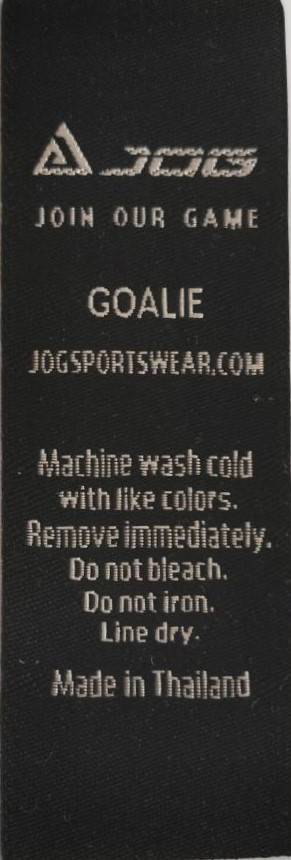 JOG
JOIN OUR GAME
GOALIE
JOGSPORTSWEAR.COM
Machine wash cold
with like colors.
Remove immediately.
Do not bleach.
Do not iron.
Line dry.
Made in Thailand